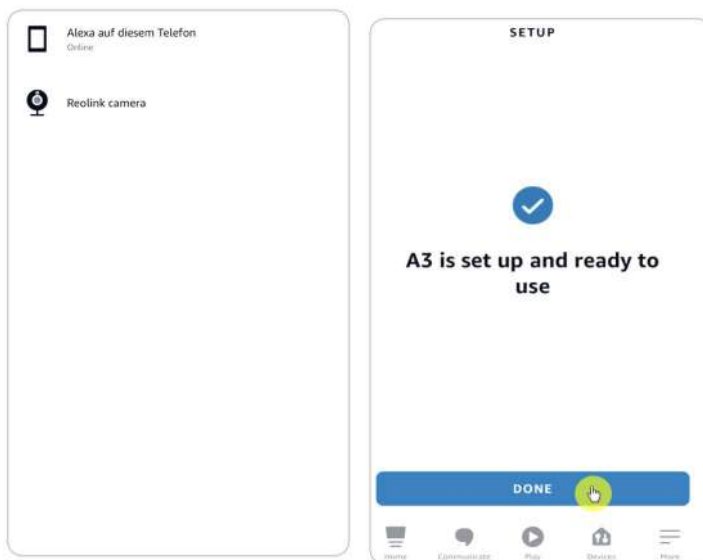 Alexa auf diesem Telefon
Online
Reolink camera
SETUP
A3 is set up and ready to
use
DONE
Home
Communicate
Play
Devices
More